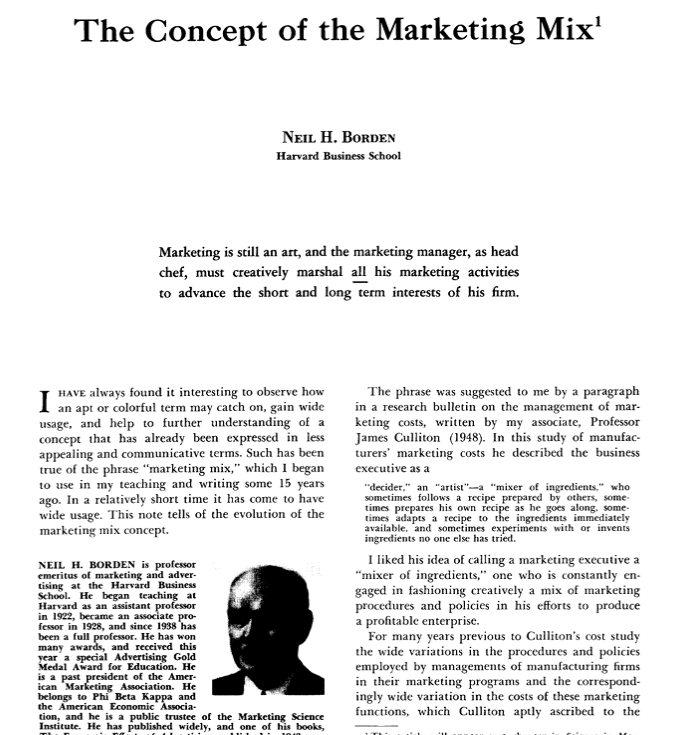 The Concept of the Marketing Mix¹
NEIL H. BORDEN
Harvard Business School
Marketing is still an art, and the marketing manager, as head
chef, must creatively marshal all his marketing activities
to advance the short and long term interests of his firm.
I HAVE always found it interesting to observe how
an apt or colorful term may catch on, gain wide
usage, and help to further understanding of a
concept that has already been expressed in less
appealing and communicative terms. Such has been
true of the phrase "marketing mix," which I began
to use in my teaching and writing some 15 years
ago. In a relatively short time it has come to have
wide usage. This note tells of the evolution of the
marketing mix concept.
NEIL H. BORDEN is professor
emeritus of marketing and adver-
tising at the Harvard Business
School. He began teaching at
Harvard as an assistant professor
in 1922, became an associate pro-
fessor in 1928, and since 1938 has
been a full professor. He has won
many awards, and received this
year a special Advertising Gold
Medal Award for Education. He
is a past president of the Amer-
ican Marketing Association. He
belongs to Phi Beta Kappa and
the American Economic Associa-
tion, and he is a public trustee of the Marketing Science
Institute. He has published widely, and one of his books,
The phrase was suggested to me by a paragraph
in a research bulletin on the management of mar-
keting costs, written by my associate, Professor
James Culliton (1948). In this study of manufac-
turers' marketing costs he described the business
executive as a
"decider," an "artist"—a "mixer of ingredients," who
sometimes follows a recipe prepared by others, some-
times prepares his own recipe as he goes along, some-
times adapts a recipe to the ingredients immediately
available, and sometimes experiments with or invents
ingredients no one else has tried.
I liked his idea of calling a marketing executive a
"mixer of ingredients," one who is constantly en-
gaged in fashioning creatively a mix of marketing
procedures and policies in his efforts to produce
a profitable enterprise.
For many years previous to Culliton's cost study
the wide variations in the procedures and policies
employed by managements of manufacturing firms
in their marketing programs and the correspond-
ingly wide variation in the costs of these marketing
functions, which Culliton aptly ascribed to the